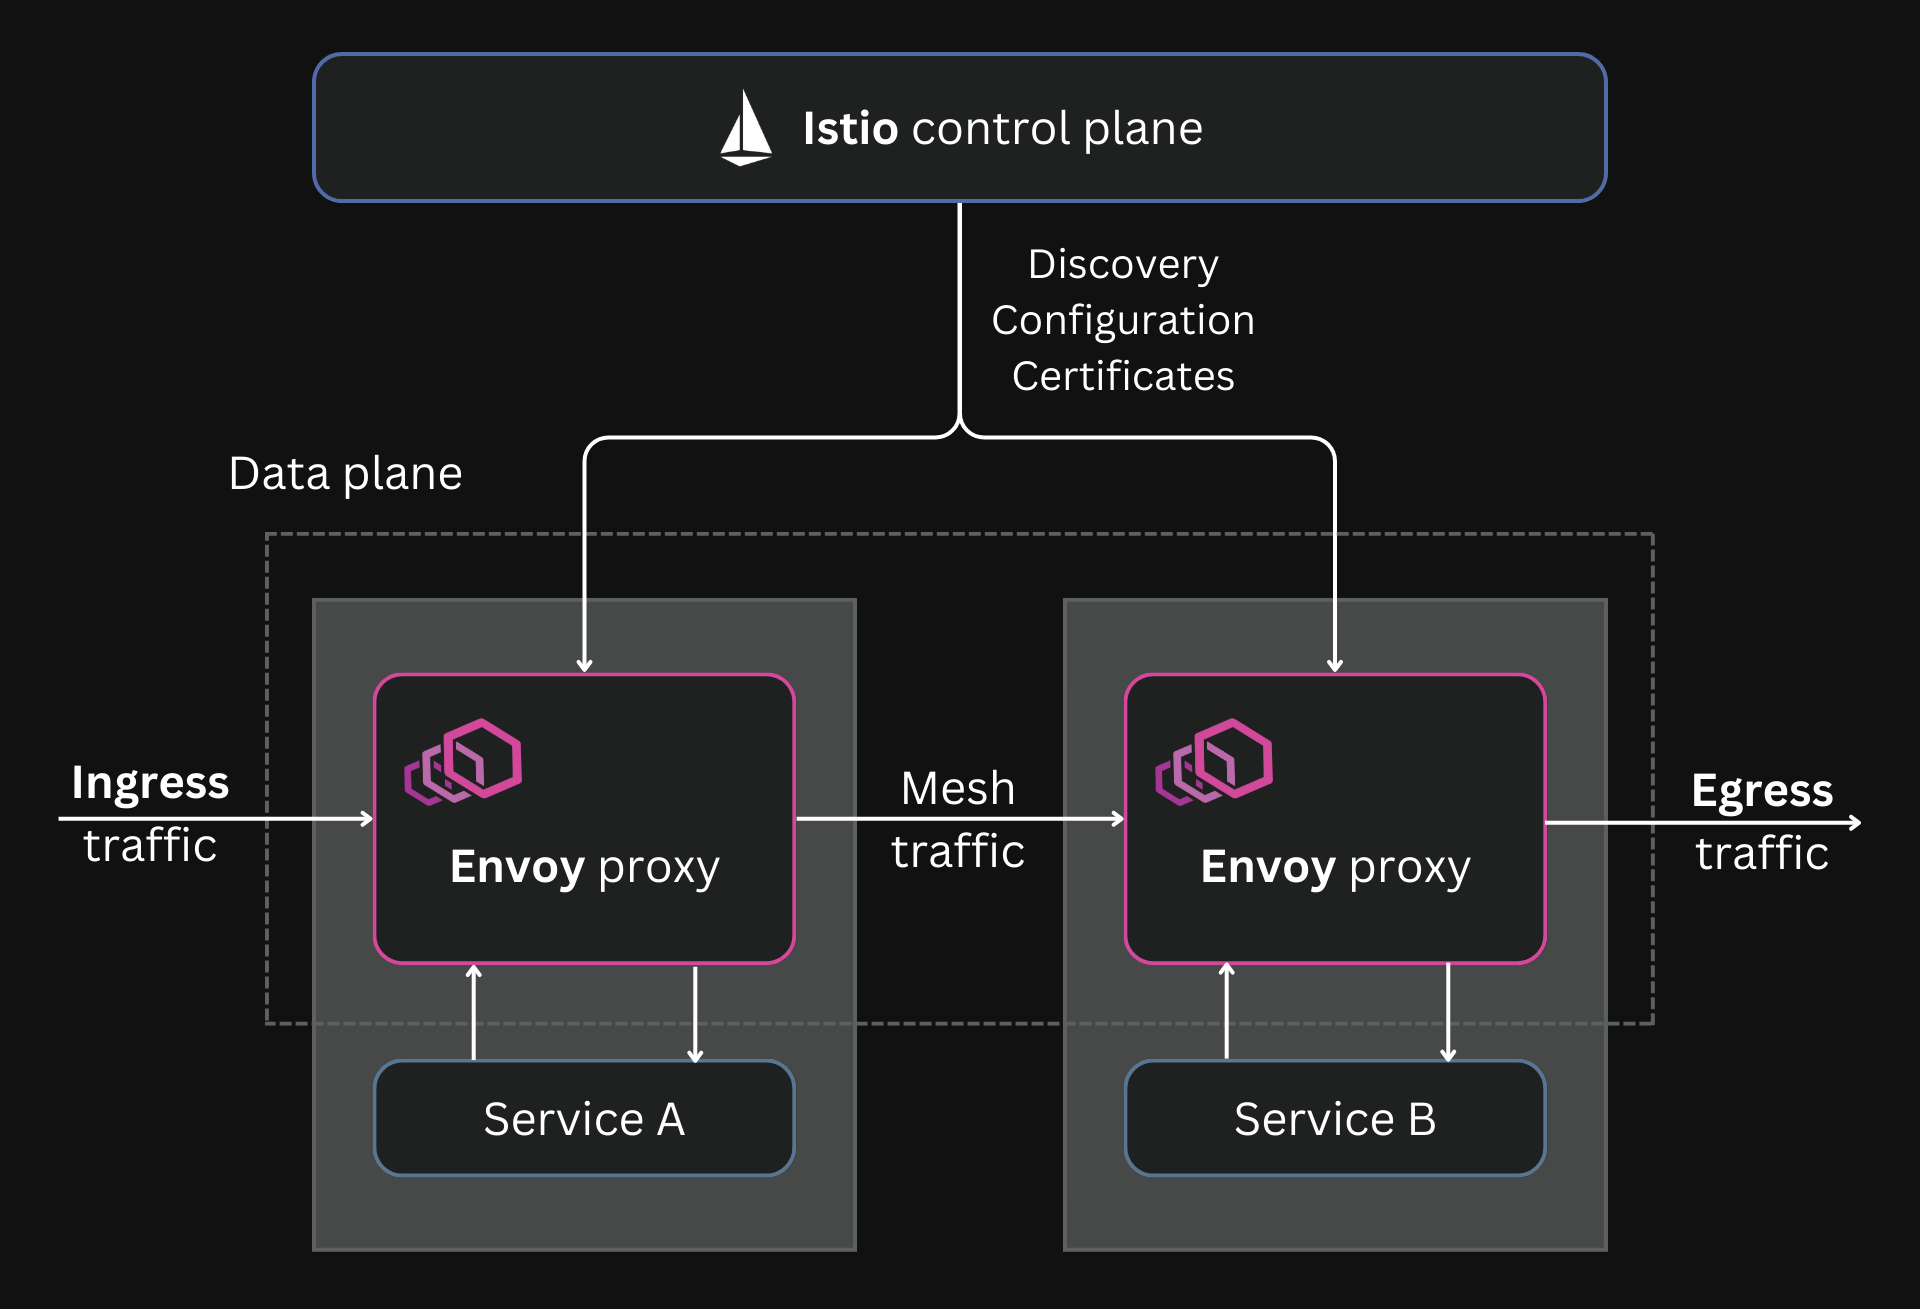 Istio control plane
Discovery
Configuration
Certificates
Data plane
Ingress
traffic
Envoy proxy
Mesh
traffic
Envoy proxy
Egress
traffic
Service A
Service B